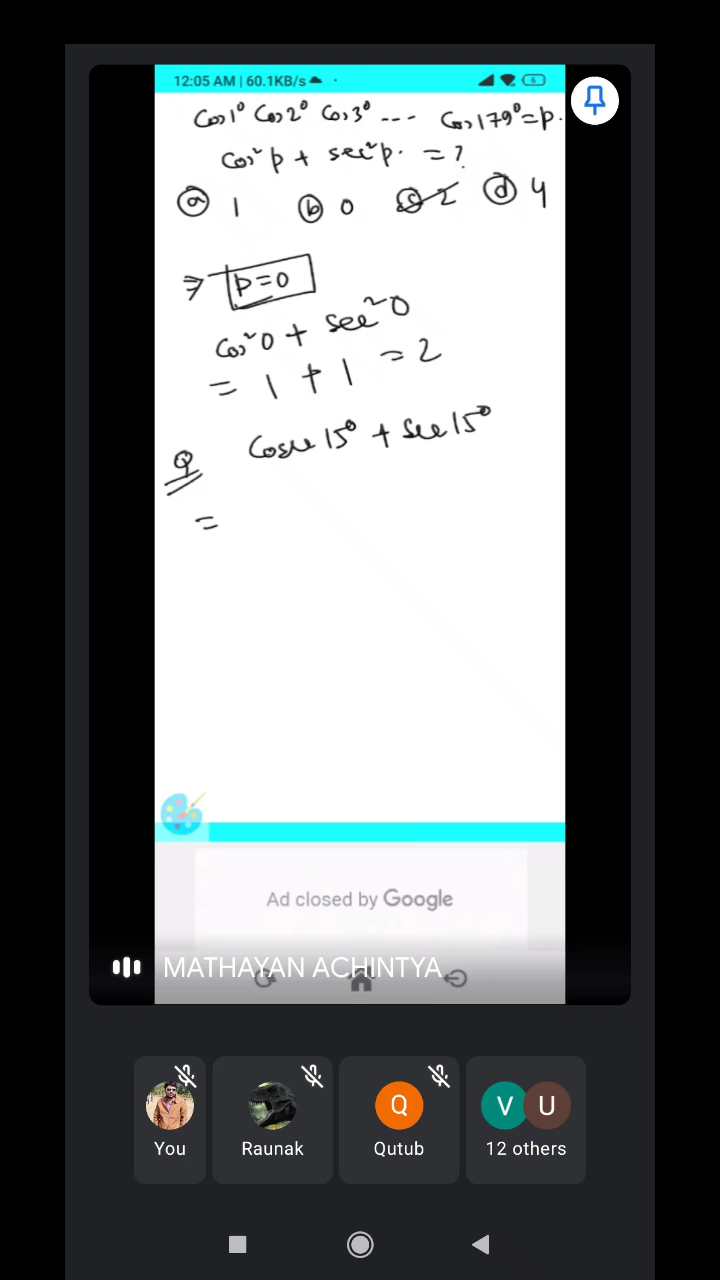 12:05 AM | 60.1KB/s
6
cos1° cos2° cos3° ---- cos179°=p.
cos²p + sec²p. = ?
ⓐ 1 ⓑ 0 ⓒ 2 ⓓ 4
⇒ p=0
cos²0 + sec²0
= 1 + 1 = 2
Q cosec 15° + sec 15°
=
Ad closed by Google
MATHAYAN ACHINTYA
Q
V
U
You
Raunak
Qutub
12 others